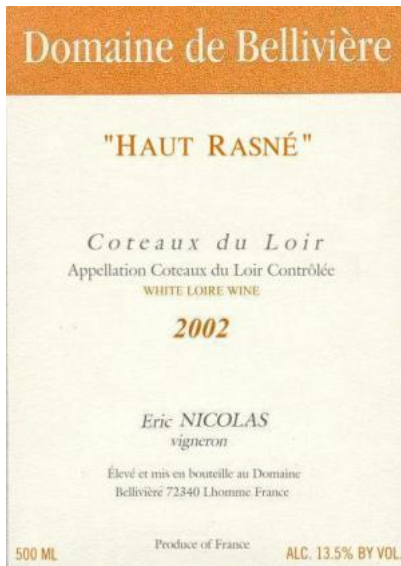 Domaine de Bellivière
"HAUT RASNÉ"
Coteaux du Loir
Appellation Coteaux du Loir Contrôlée
WHITE LOIRE WINE
2002
Eric NICOLAS
vigneron
Élevé et mis en bouteille au Domaine
Bellivière 72340 Lhomme France
Produce of France
500 ML
ALC. 13.5% BY VOL.